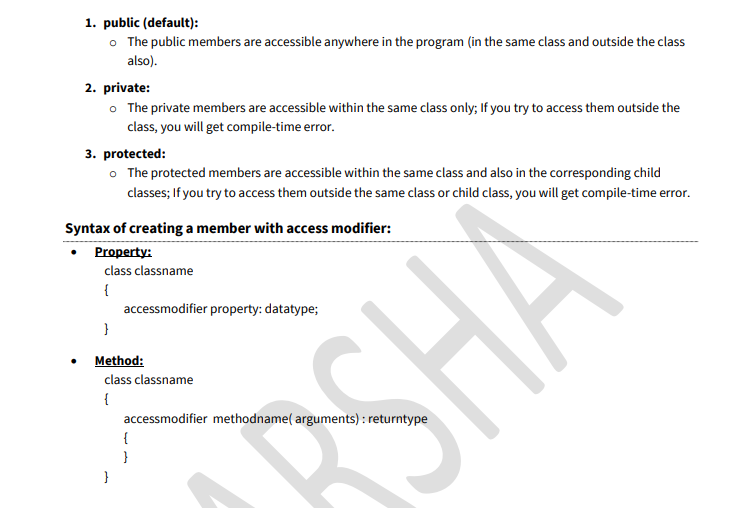 1. public (default):
o The public members are accessible anywhere in the program (in the same class and outside the class
also).
2. private:
o The private members are accessible within the same class only; If you try to access them outside the
class, you will get compile-time error.
3. protected:
o The protected members are accessible within the same class and also in the corresponding child
classes; If you try to access them outside the same class or child class, you will get compile-time error.
Syntax of creating a member with access modifier:
• Property:
class classname
{
accessmodifier property: datatype;
}
• Method:
class classname
{
accessmodifier methodname( arguments) : returntype
{
}
}
ARSHA